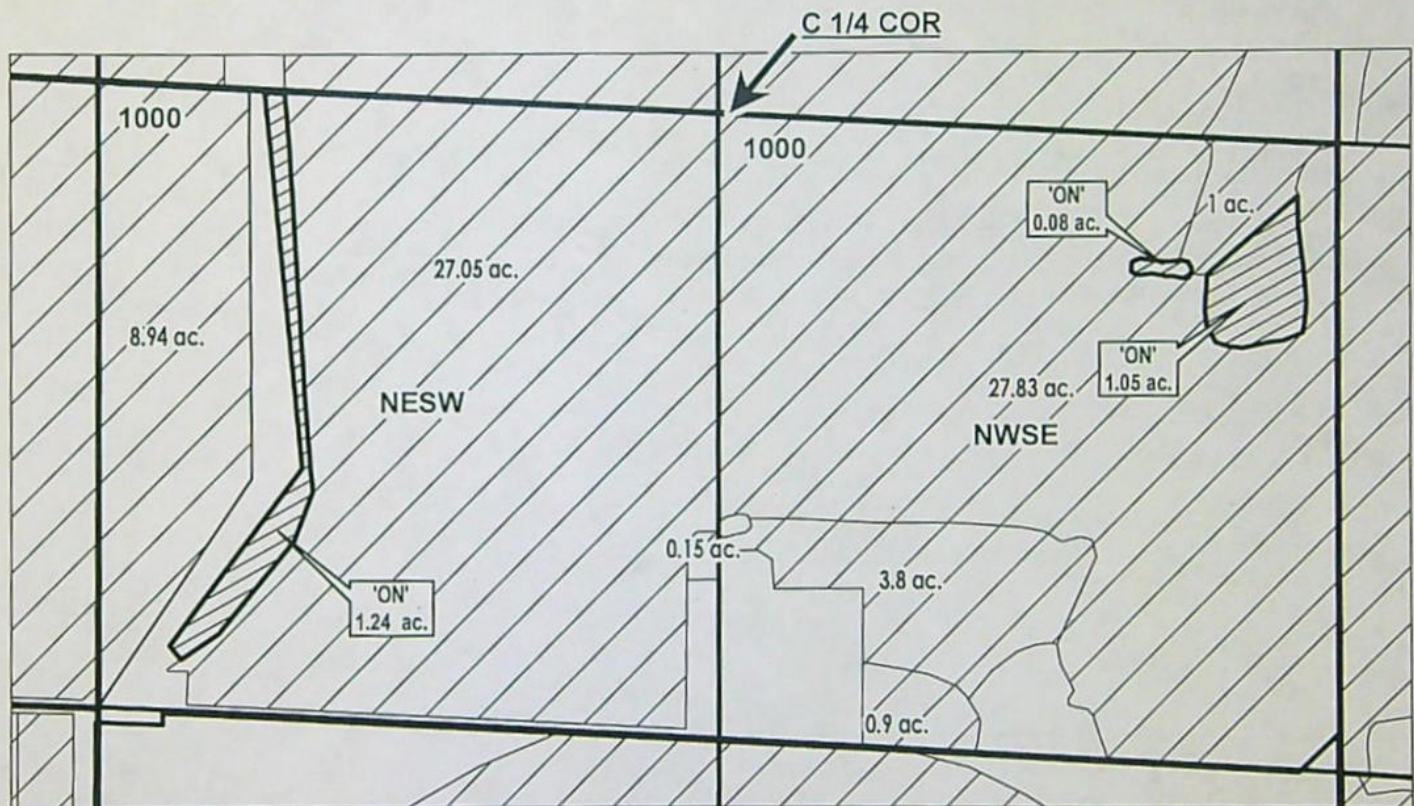 C 1/4 COR
1000
1000
'ON'
0.08 ac.
1 ac.
27.05 ac.
8.94 ac.
'ON'
1.05 ac.
27.83 ac.
NESW
NWSE
0.15 ac.
3.8 ac.
'ON'
1.24 ac.
0.9 ac.